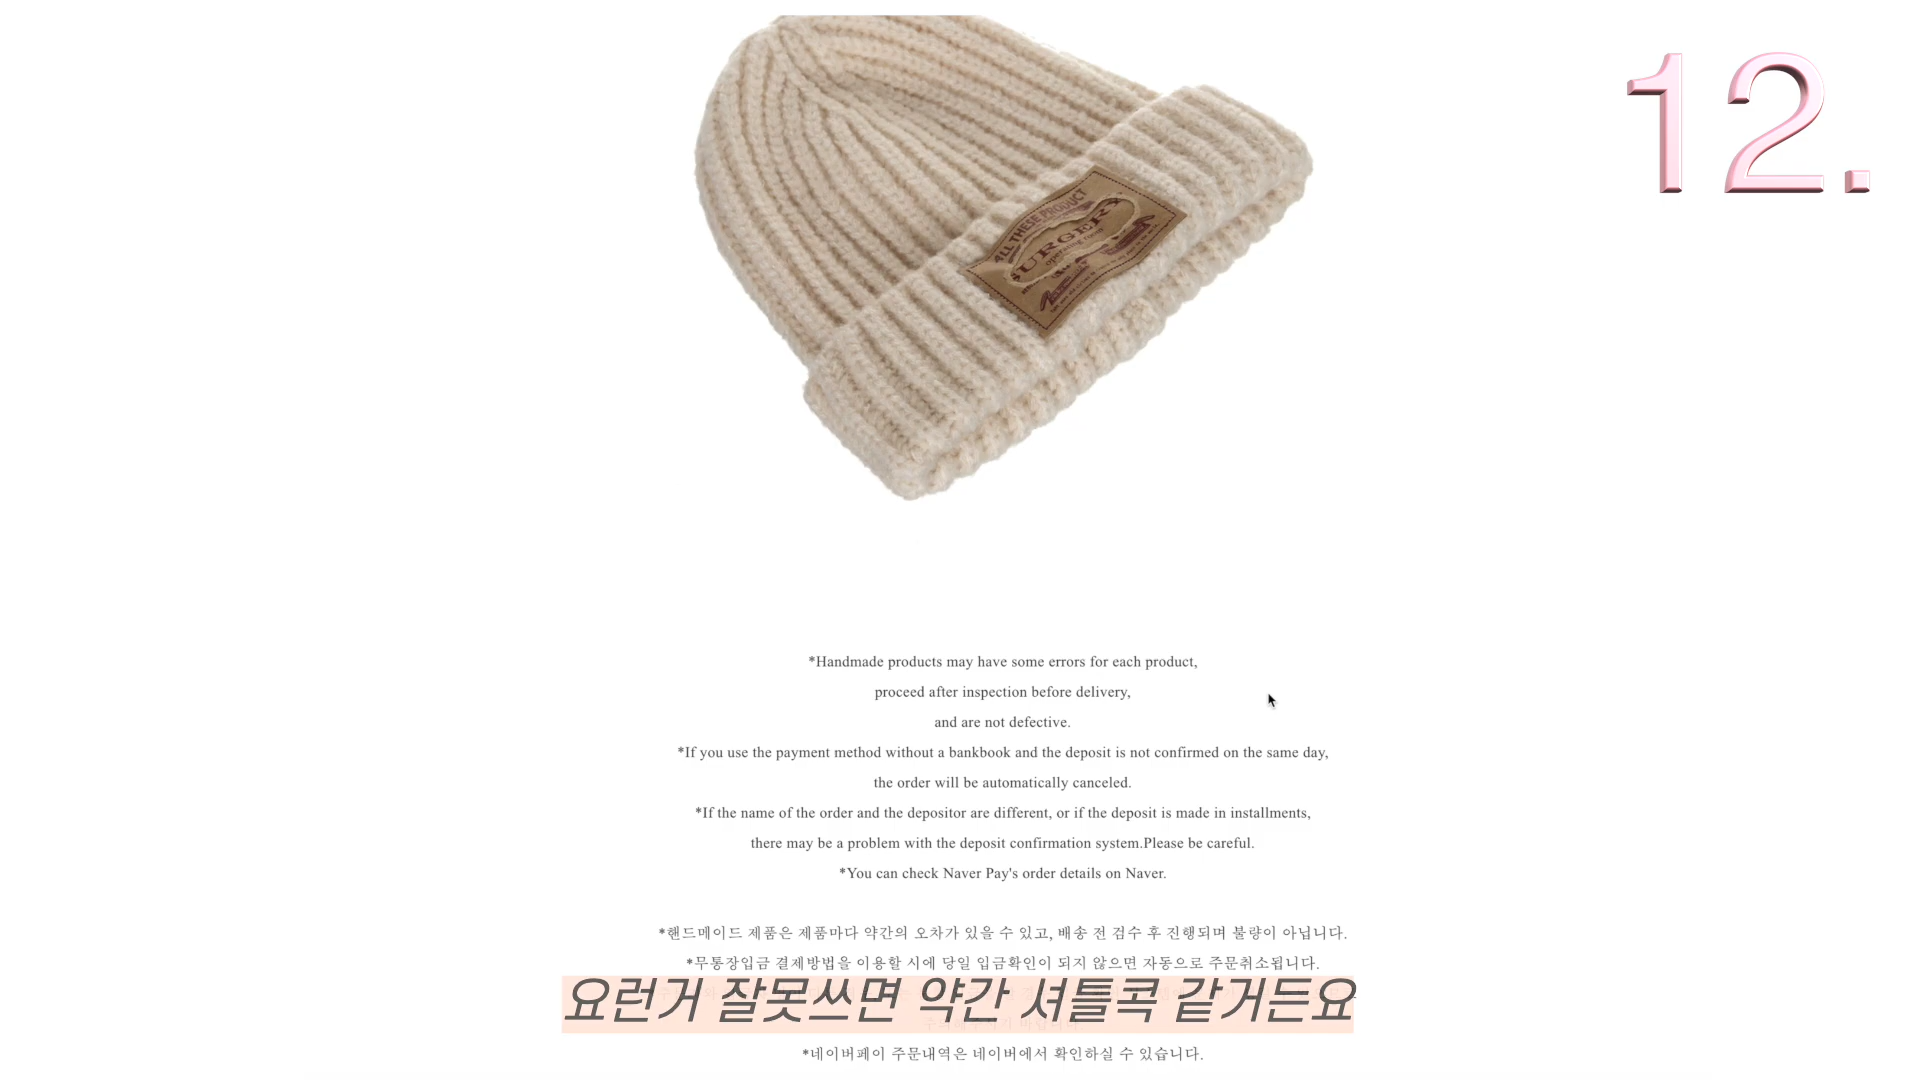 12.
ALL THESE PRODUCT
SURGERY
operating room
*Handmade products may have some errors for each product,
proceed after inspection before delivery,
and are not defective.
*If you use the payment method without a bankbook and the deposit is not confirmed on the same day,
the order will be automatically canceled.
*If the name of the order and the depositor are different, or if the deposit is made in installments,
there may be a problem with the deposit confirmation system.Please be careful.
*You can check Naver Pay's order details on Naver.
*핸드메이드 제품은 제품마다 약간의 오차가 있을 수 있고, 배송 전 검수 후 진행되며 불량이 아닙니다.
*무통장입금 결제방법을 이용할 시에 당일 입금확인이 되지 않으면 자동으로 주문취소됩니다.
요런거 잘못쓰면 약간 셔틀콕 같거든요
*네이버페이 주문내역은 네이버에서 확인하실 수 있습니다.